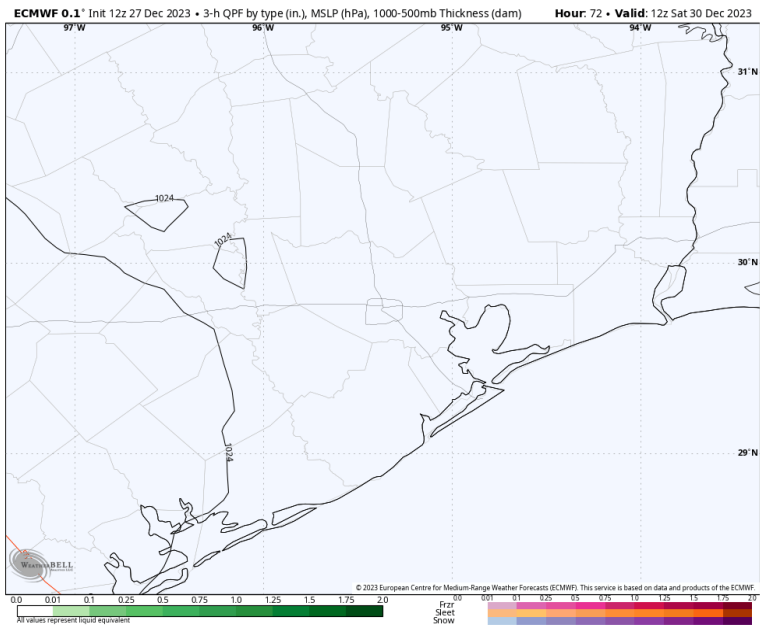 ECMWF 0.1° Init 12z 27 Dec 2023 • 3-h QPF by type (in.), MSLP (hPa), 1000-500mb Thickness (dam) Hour: 72 • Valid: 12z Sat 30 Dec 2023
97°W 96°W 95°W 94°W
31°N
1024
1024
30°N
1024
29°N
WEATHERBELL
© 2023 European Centre for Medium-Range Weather Forecasts (ECMWF). This service is based on data and products of the ECMWF.
0.0 0.01 0.1 0.25 0.5 0.75 1.0 1.25 1.5 1.75 2.0
All values represent liquid equivalent
0.0 0.01 0.1 0.25 0.50 0.75 1.0 1.25 1.5 1.75 2.0
Frzr
Sleet
Snow